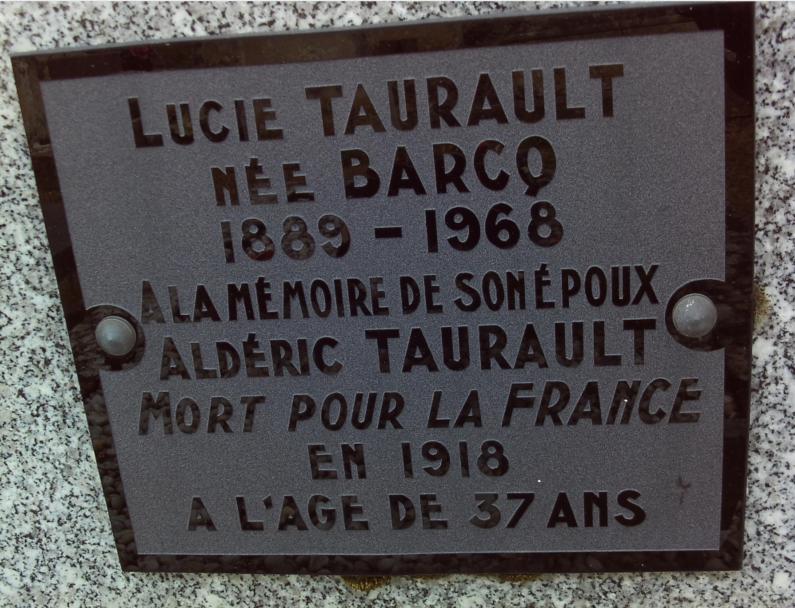 LUCIE TAURAULT
NÉE BARCQ
1889 - 1968
A LA MÉMOIRE DE SON ÉPOUX
ALDÉRIC TAURAULT
MORT POUR LA FRANCE
EN 1918
A L'AGE DE 37 ANS